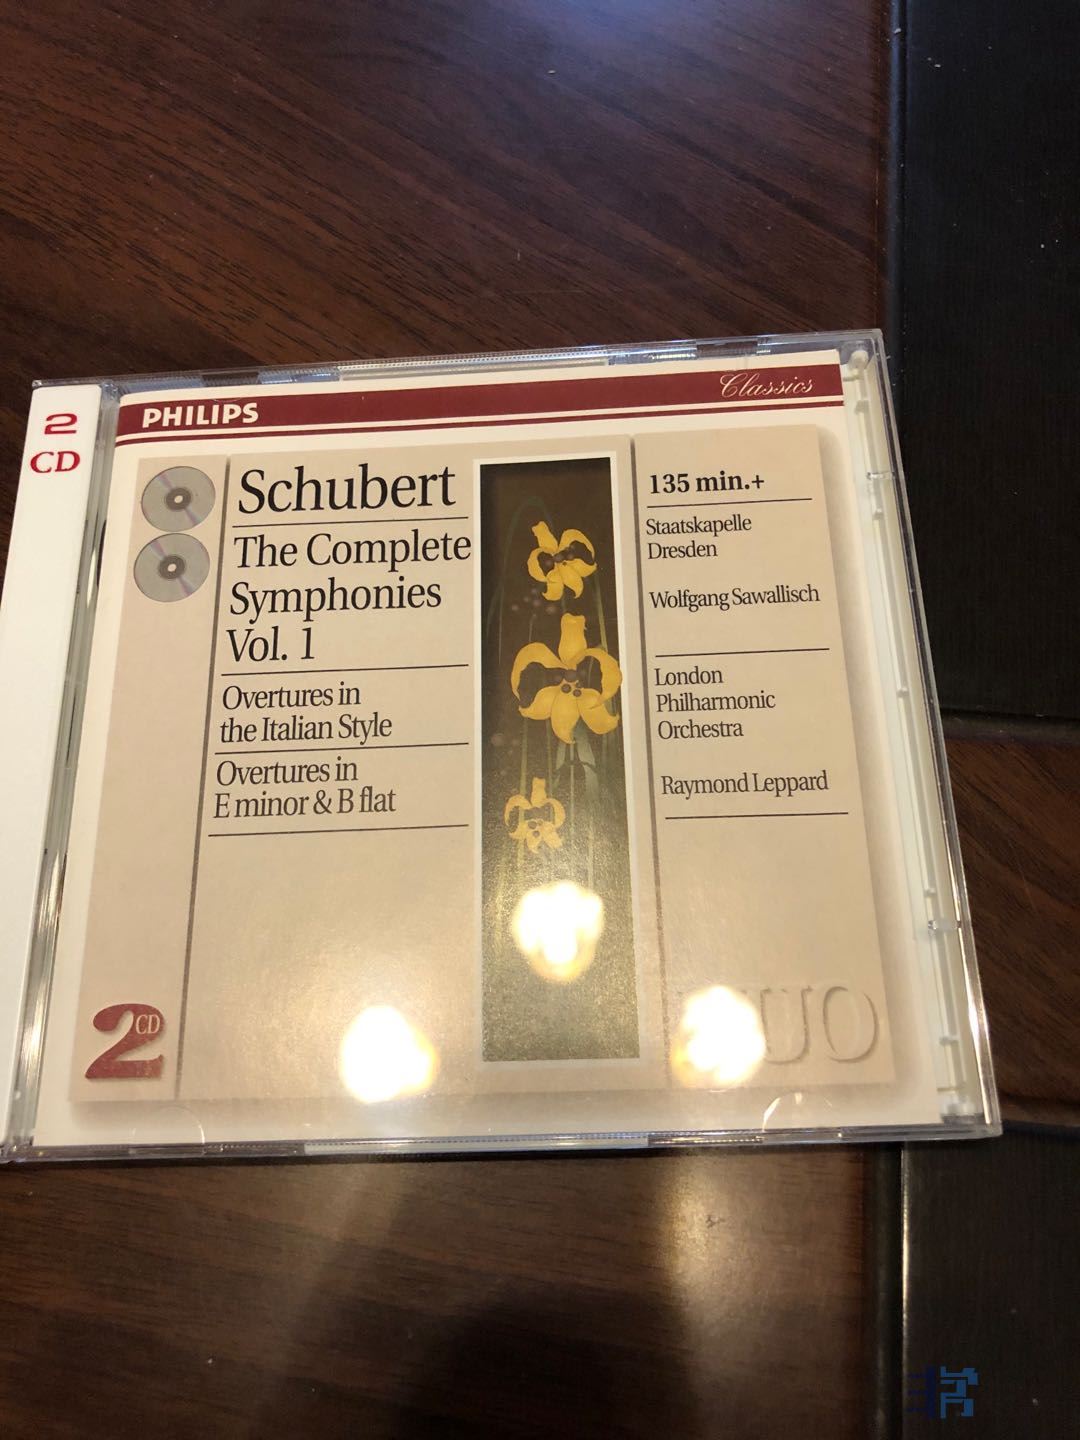 2
CD
PHILIPS
Classics
Schubert
The Complete
Symphonies
Vol. 1
Overtures in
the Italian Style
Overtures in
E minor & B flat
135 min.+
Staatskapelle
Dresden
Wolfgang Sawallisch
London
Philharmonic
Orchestra
Raymond Leppard
2CD